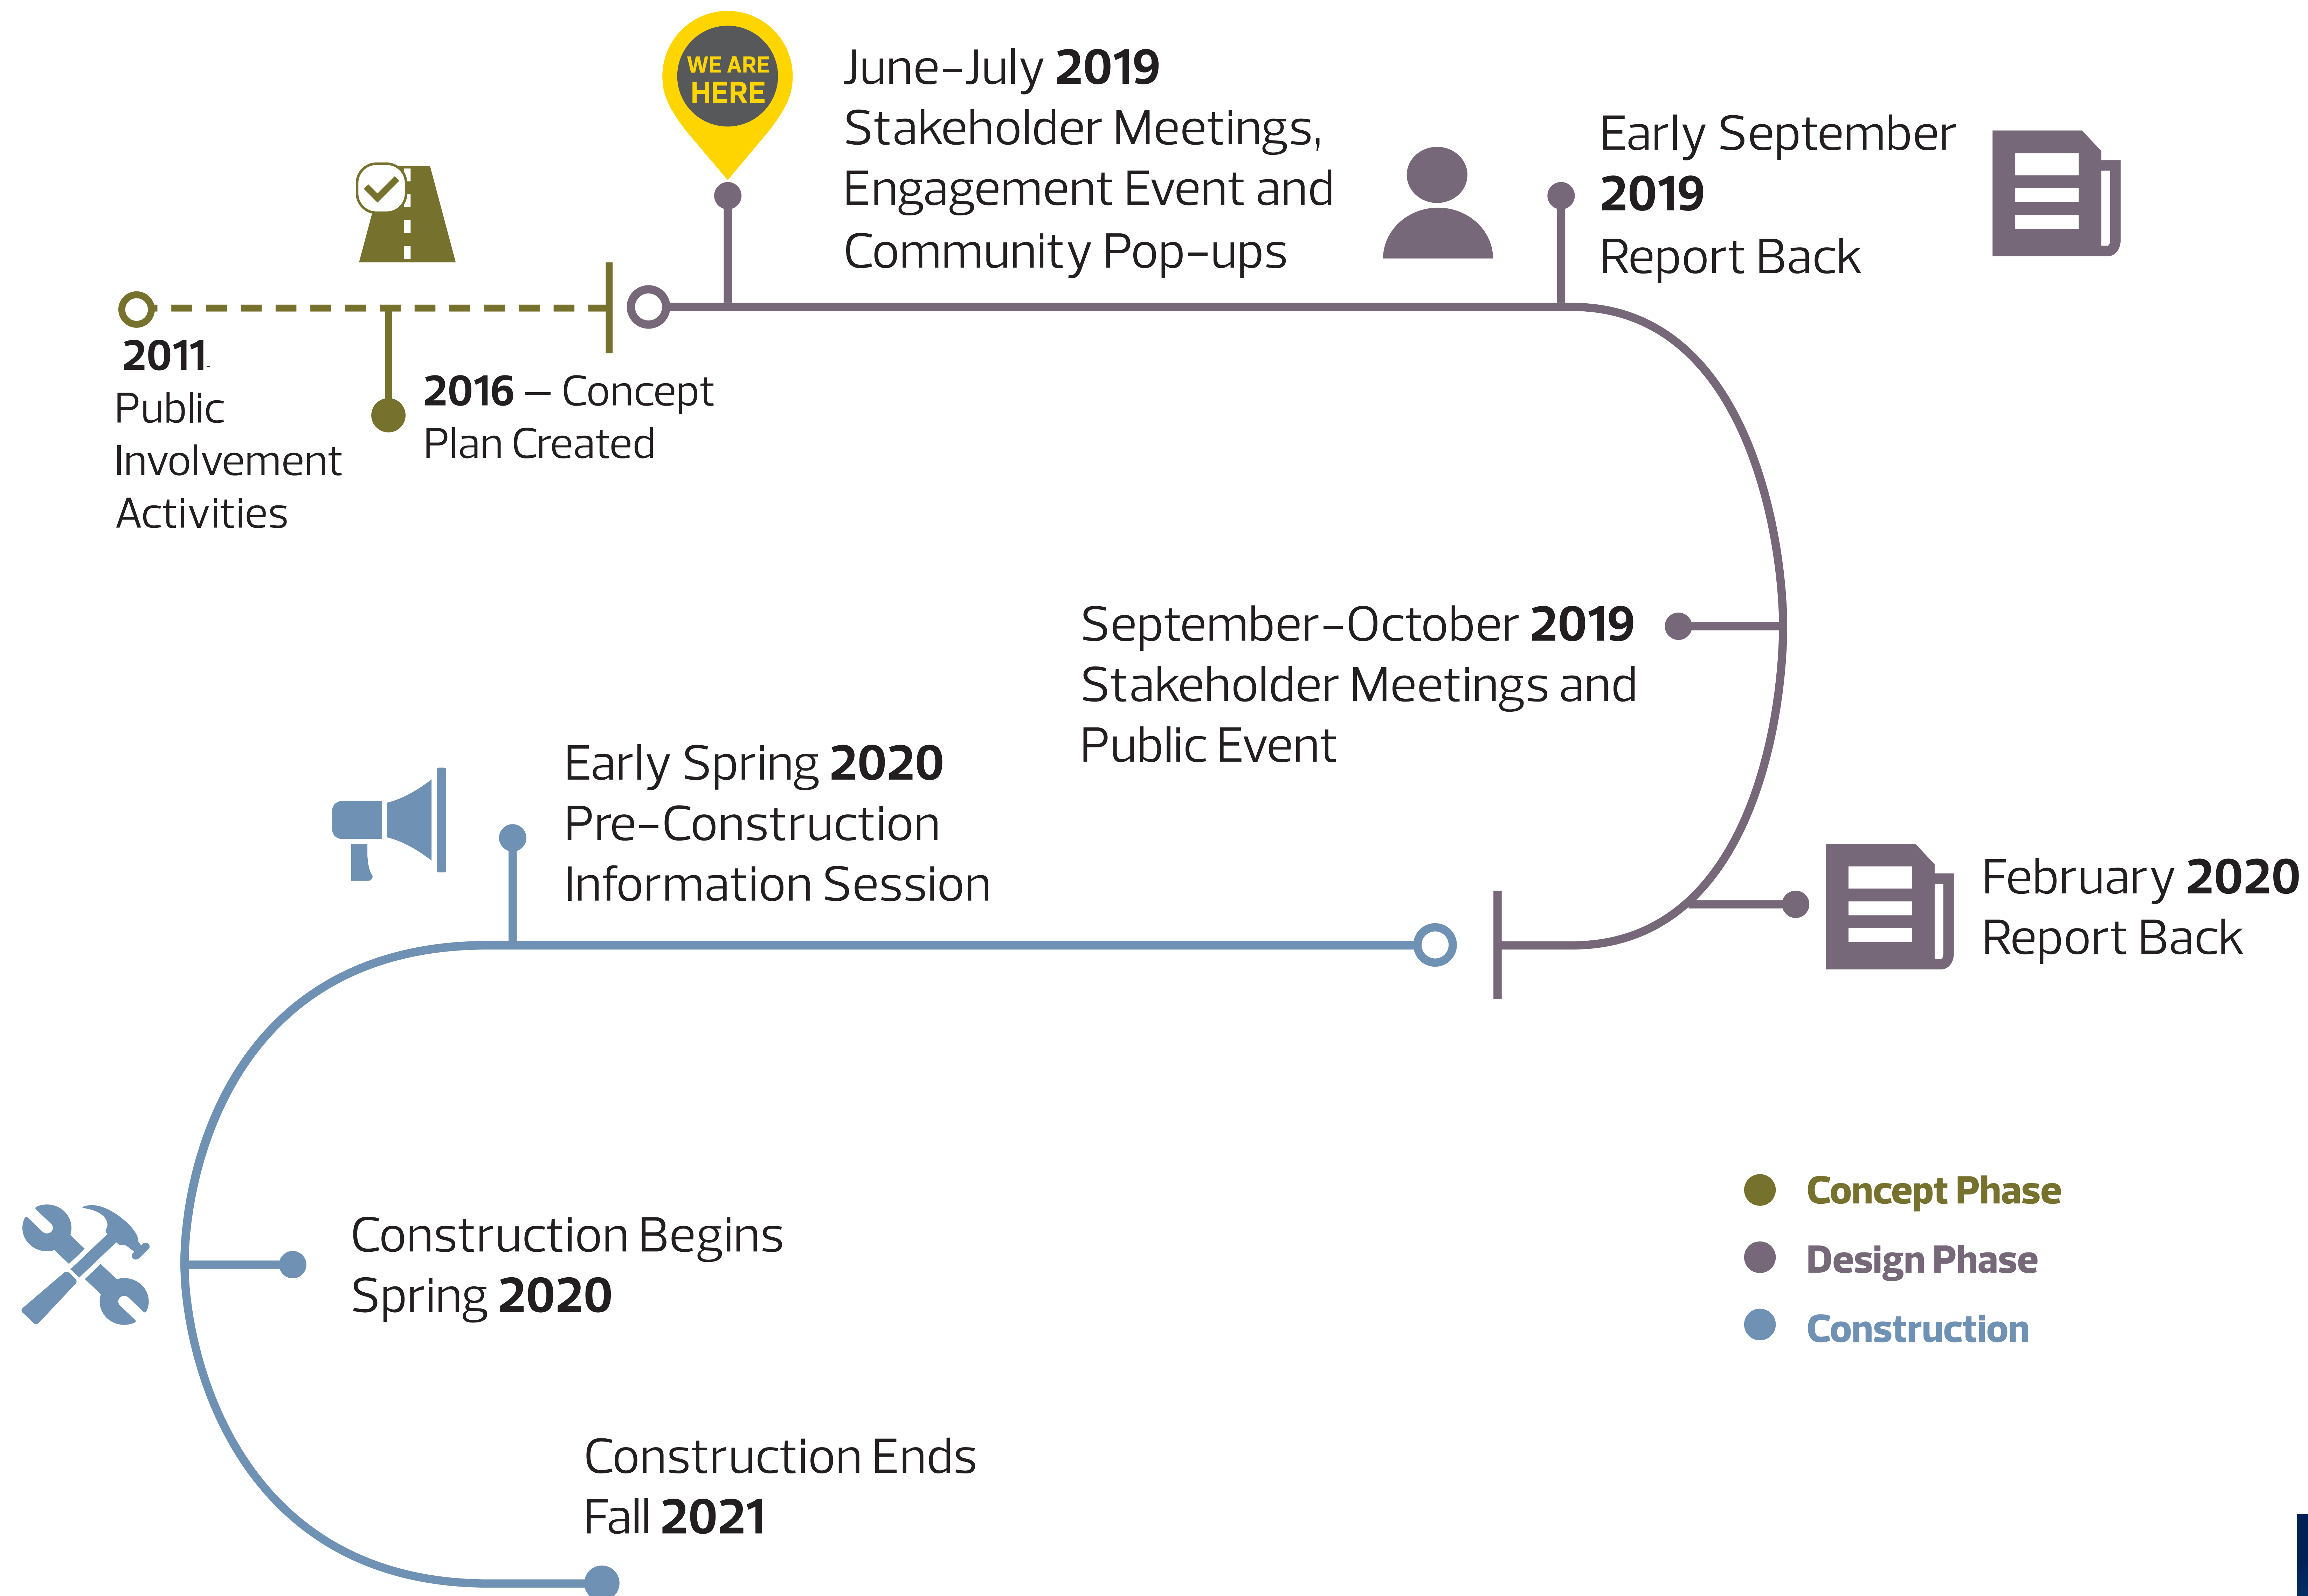 WE ARE
HERE
June–July 2019
Stakeholder Meetings,
Engagement Event and
Community Pop-ups
Early September
2019
Report Back
2011
Public
Involvement
Activities
2016 – Concept
Plan Created
September–October 2019
Stakeholder Meetings and
Public Event
February 2020
Report Back
Early Spring 2020
Pre-Construction
Information Session
Construction Begins
Spring 2020
Construction Ends
Fall 2021
Concept Phase
Design Phase
Construction